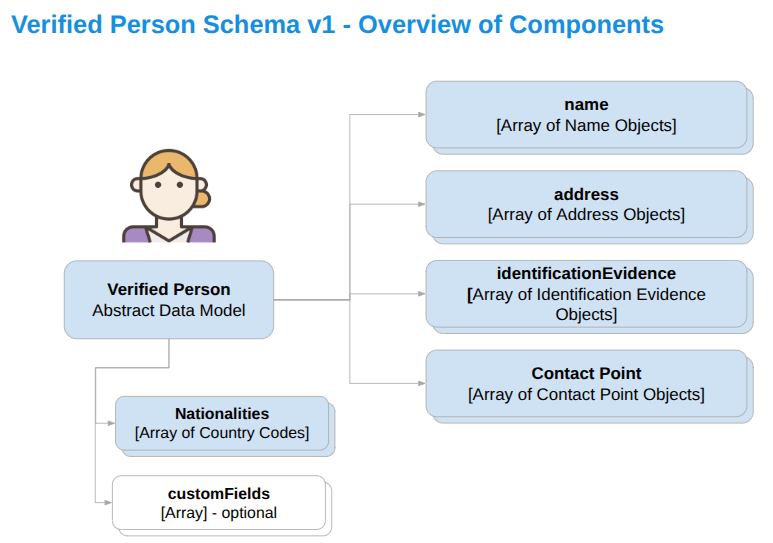 Verified Person Schema v1 - Overview of Components
name
[Array of Name Objects]
address
[Array of Address Objects]
identificationEvidence
[Array of Identification Evidence
Objects]
Contact Point
[Array of Contact Point Objects]
Verified Person
Abstract Data Model
Nationalities
[Array of Country Codes]
customFields
[Array] - optional